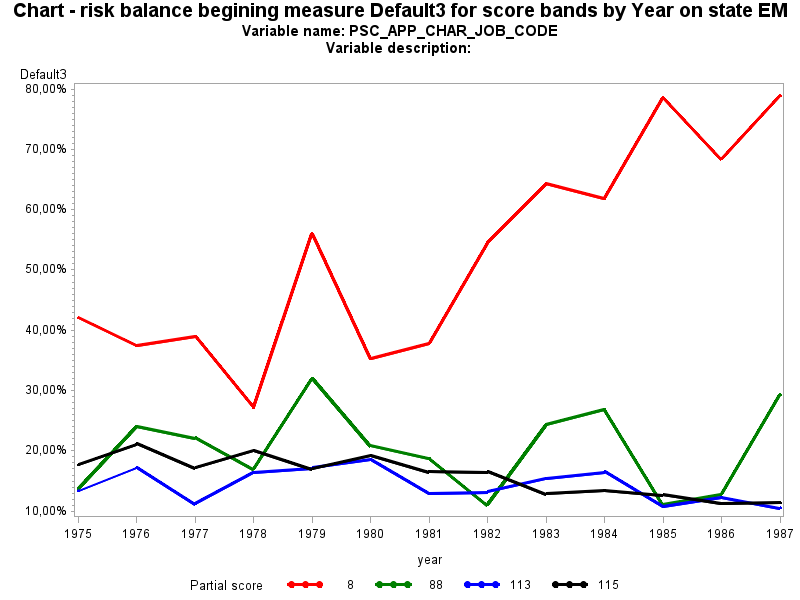 Chart - risk balance begining measure Default3 for score bands by Year on state EM
Variable name: PSC_APP_CHAR_JOB_CODE
Variable description:
Default3
80,00%
70,00%
60,00%
50,00%
40,00%
30,00%
20,00%
10,00%
1975 1976 1977 1978 1979 1980 1981 1982 1983 1984 1985 1986 1987
year
Partial score 8 88 113 115